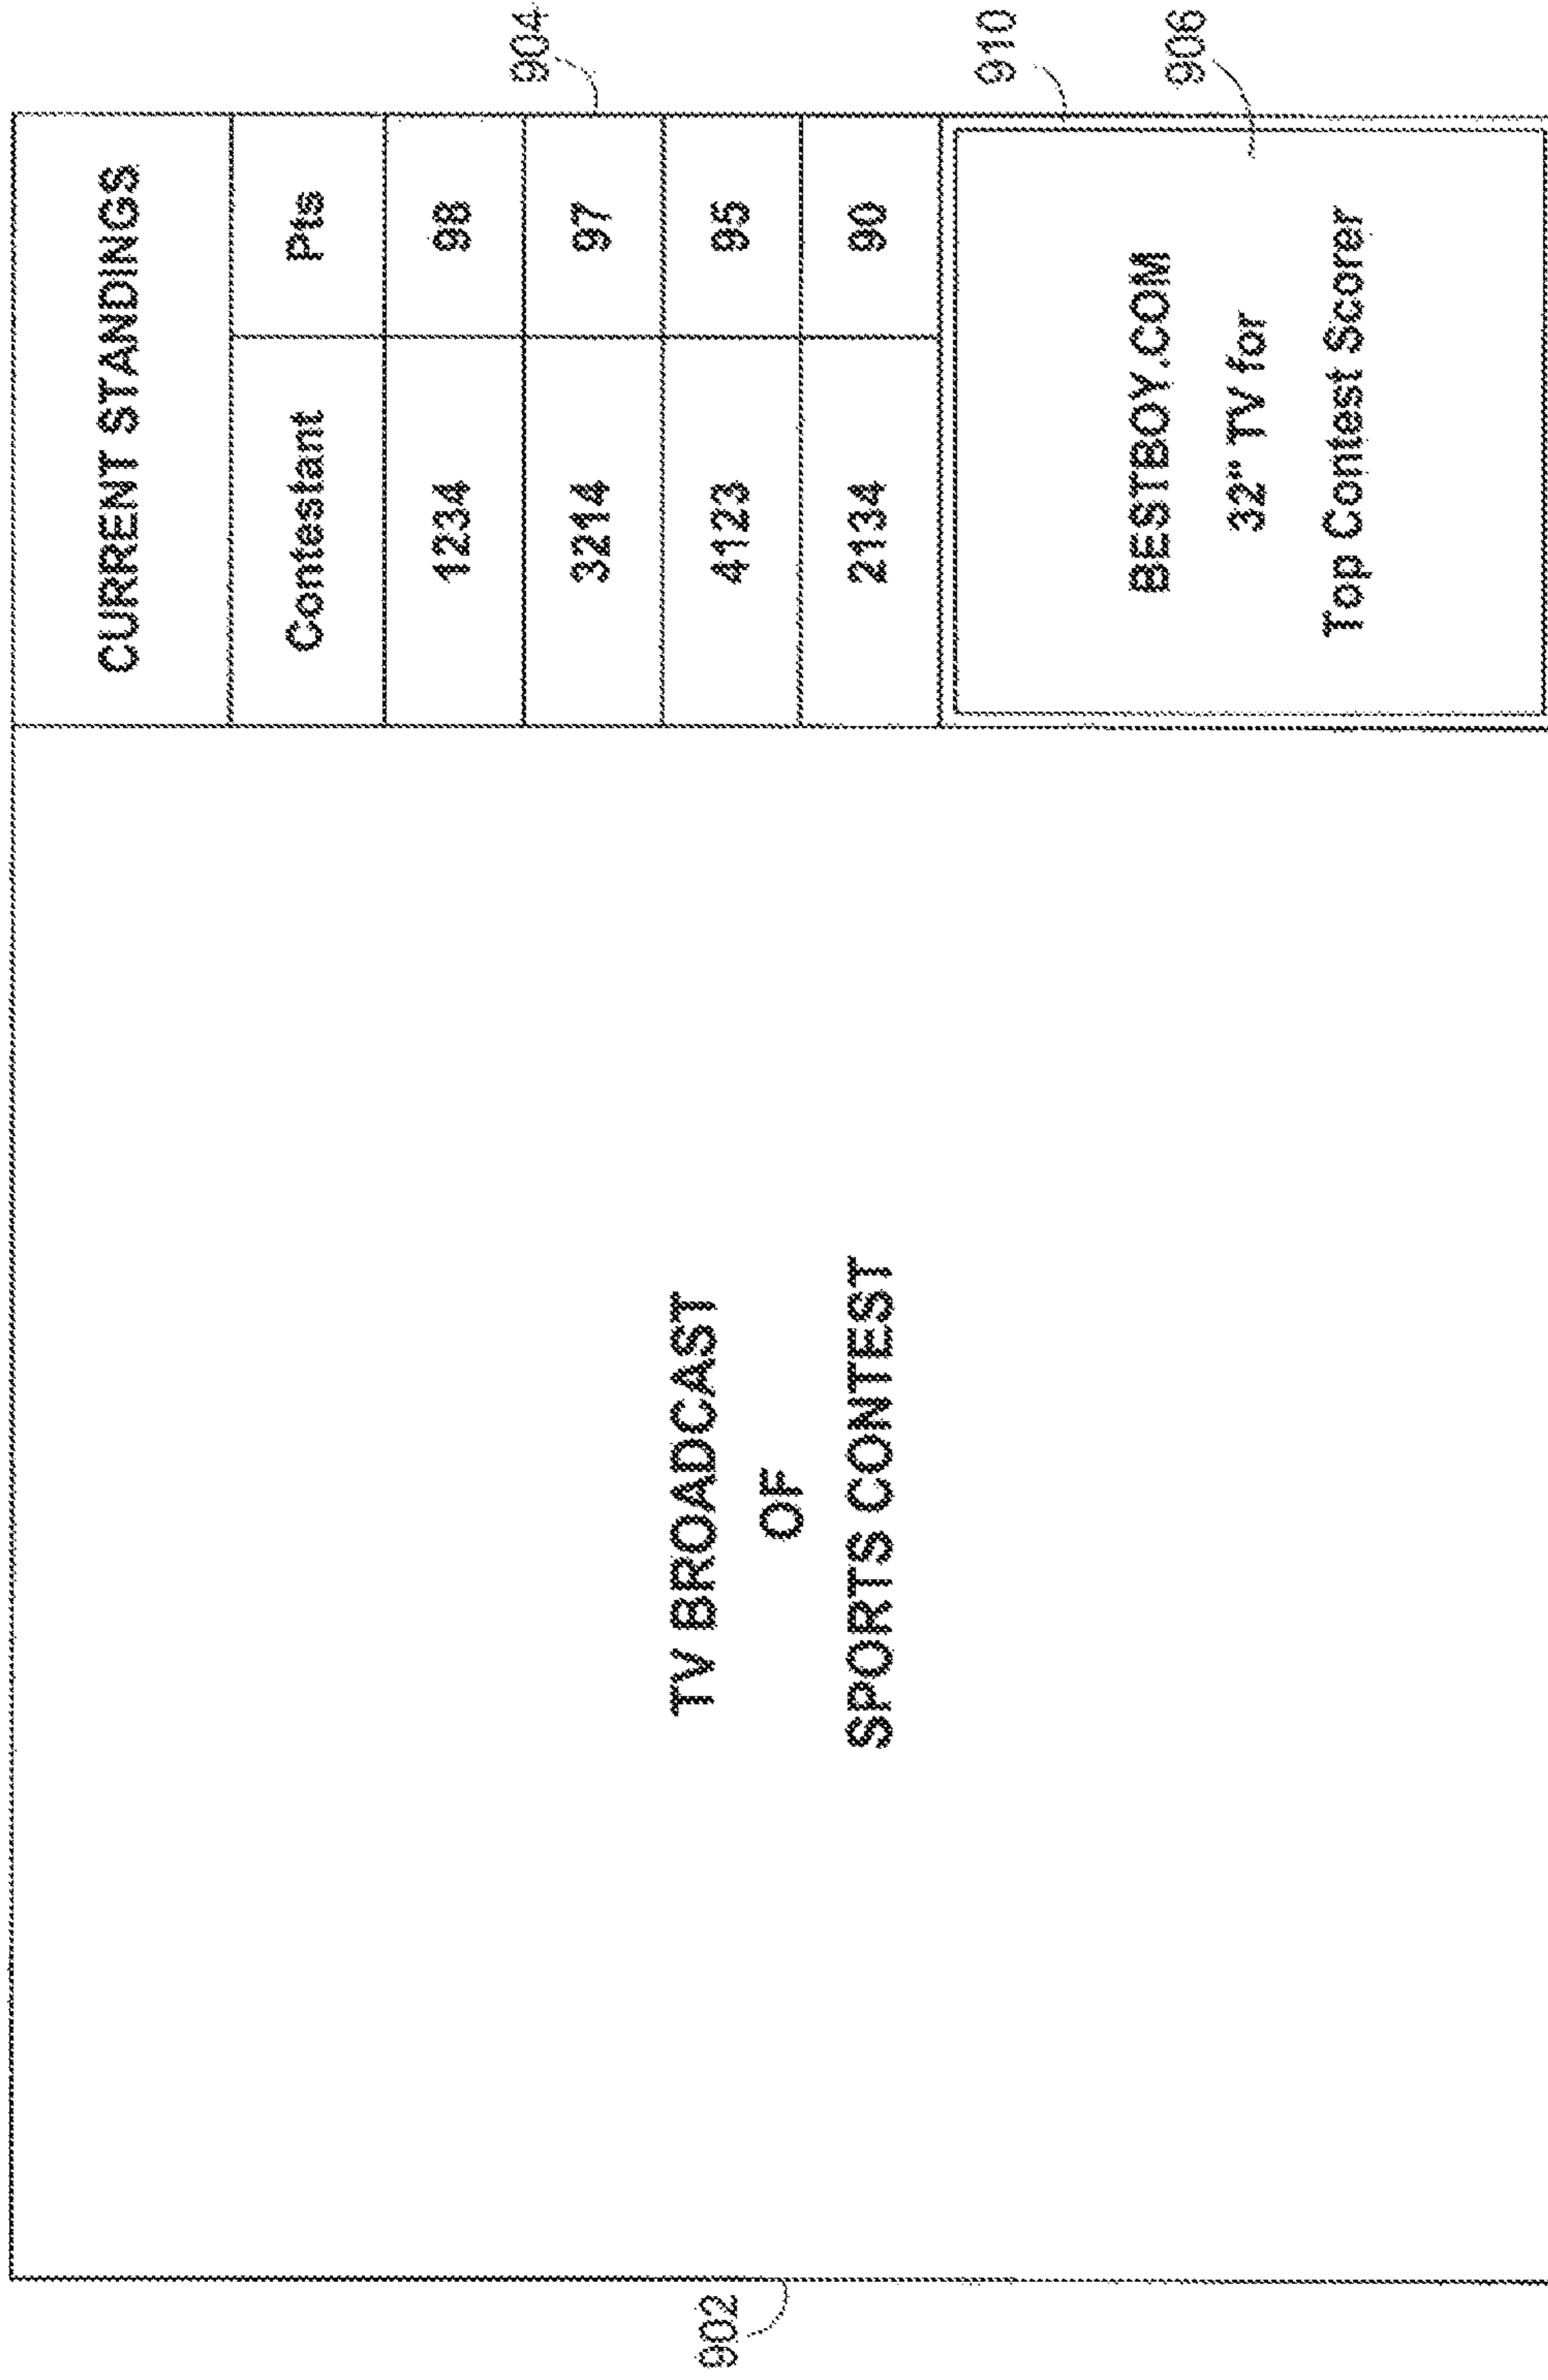 902
TV BROADCAST
OF
SPORTS CONTEST
CURRENT STANDINGS
Contestant Pts
1234 98
3214 97
4123 95
2134 90
904
910
BESTBOY.COM
32" TV for
Top Contest Scorer
906